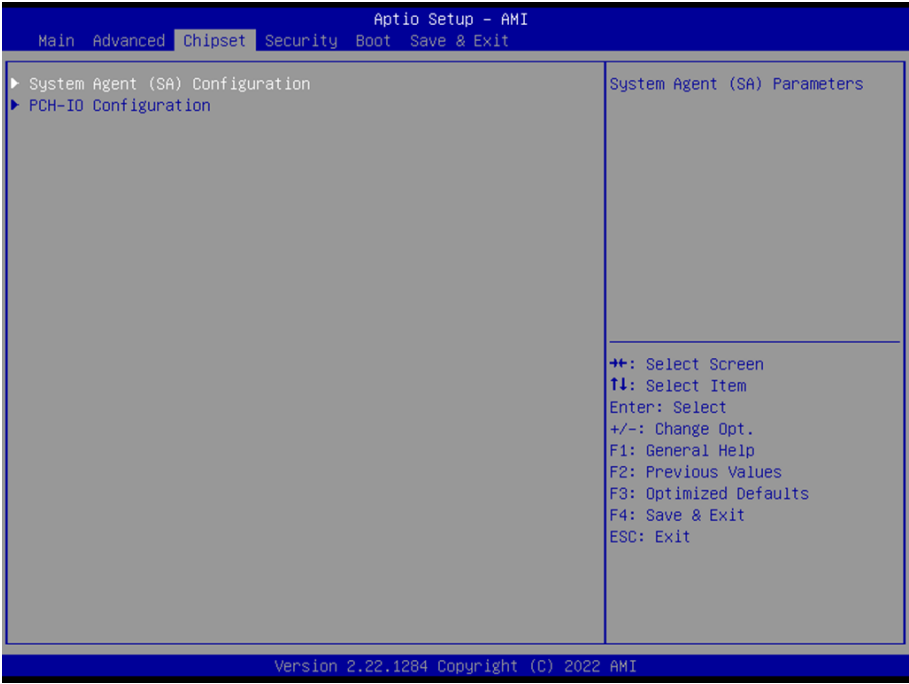 Aptio Setup – AMI
Main Advanced Chipset Security Boot Save & Exit
▶ System Agent (SA) Configuration
▶ PCH-IO Configuration
System Agent (SA) Parameters
→←: Select Screen
↑↓: Select Item
Enter: Select
+/-: Change Opt.
F1: General Help
F2: Previous Values
F3: Optimized Defaults
F4: Save & Exit
ESC: Exit
Version 2.22.1284 Copyright (C) 2022 AMI